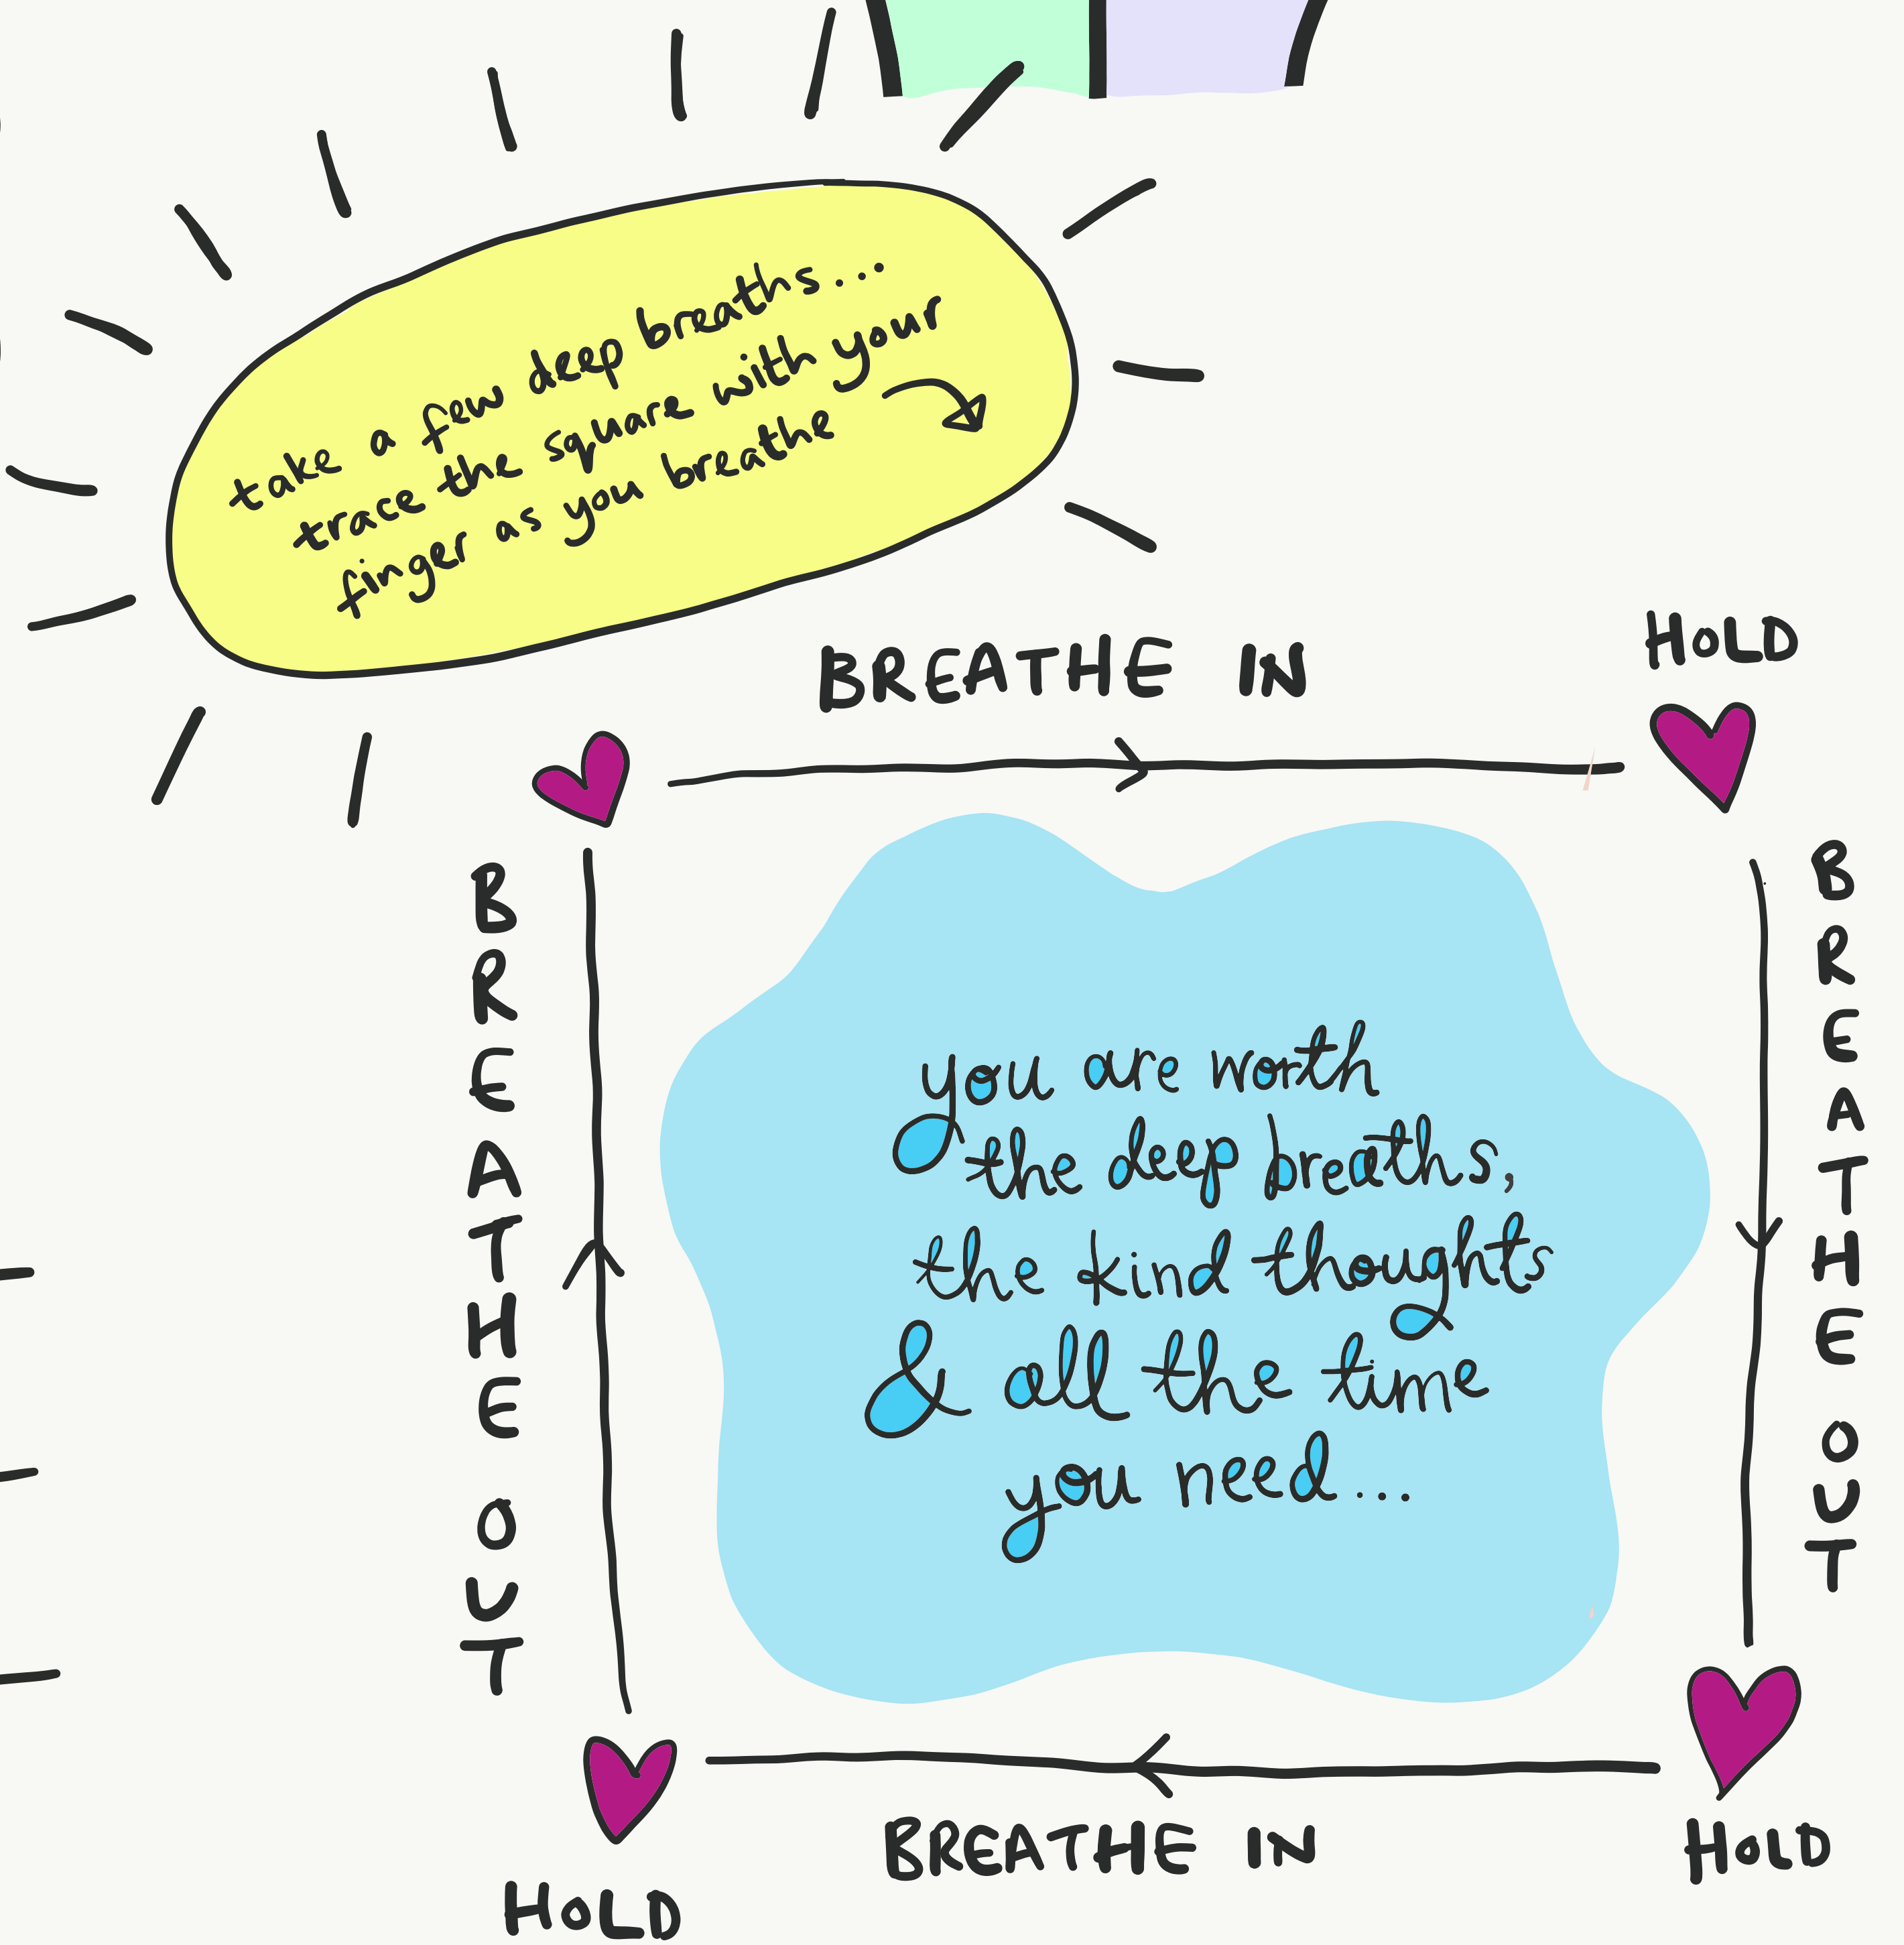 take a few deep breaths...
trace the square with your
finger as you breathe
BREATHE IN
HOLD
BREATHE OUT
BREATHE OUT
you are worth
the deep breaths,
the kind thoughts
& all the time
you need...
BREATHE IN
HOLD
HOLD